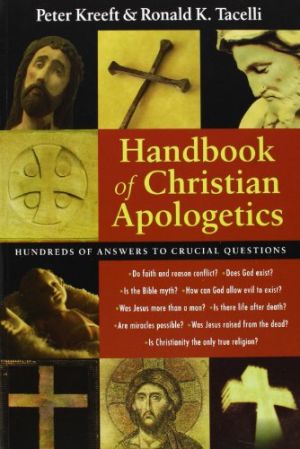 Peter Kreeft & Ronald K. Tacelli
Handbook
of Christian
Apologetics
HUNDREDS OF ANSWERS TO CRUCIAL QUESTIONS
•Do faith and reason conflict? •Does God exist?
•Is the Bible myth? •How can God allow evil to exist?
•Was Jesus more than a man? •Is there life after death?
•Are miracles possible? •Was Jesus raised from the dead?
•Is Christianity the only true religion?